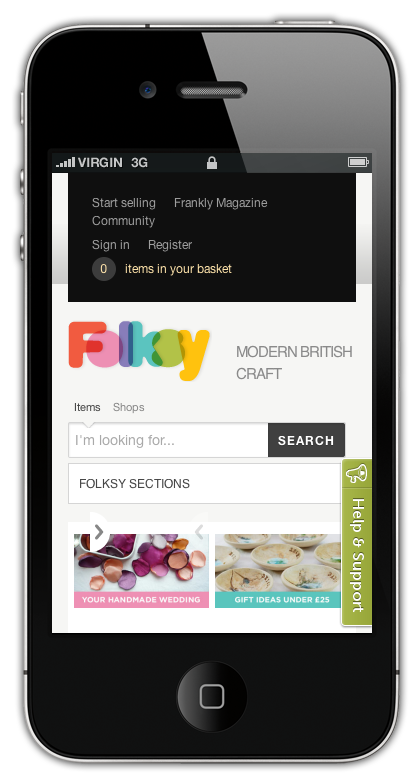 VIRGIN 3G
Start selling Frankly Magazine
Community
Sign in Register
0 items in your basket
Folksy
MODERN BRITISH
CRAFT
Items Shops
I'm looking for... SEARCH
FOLKSY SECTIONS
Help & Support
YOUR HANDMADE WEDDING
GIFT IDEAS UNDER £25